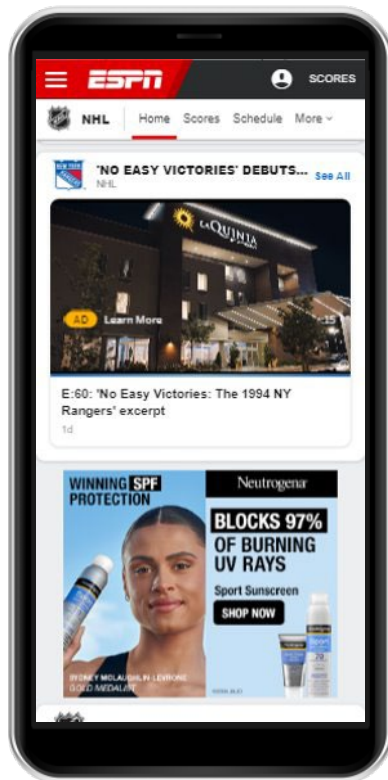 ESPN
SCORES
NHL
Home Scores Schedule More
'NO EASY VICTORIES' DEBUTS...
See All
NHL
LAQUINTA
AD Learn More
:15
E:60: 'No Easy Victories: The 1994 NY
Rangers' excerpt
1d
WINNING SPF
PROTECTION
SYDNEY MCLAUGHLIN-LEVRONE
GOLD MEDALIST
Neutrogena
BLOCKS 97%
OF BURNING
UV RAYS
Sport Sunscreen
SHOP NOW